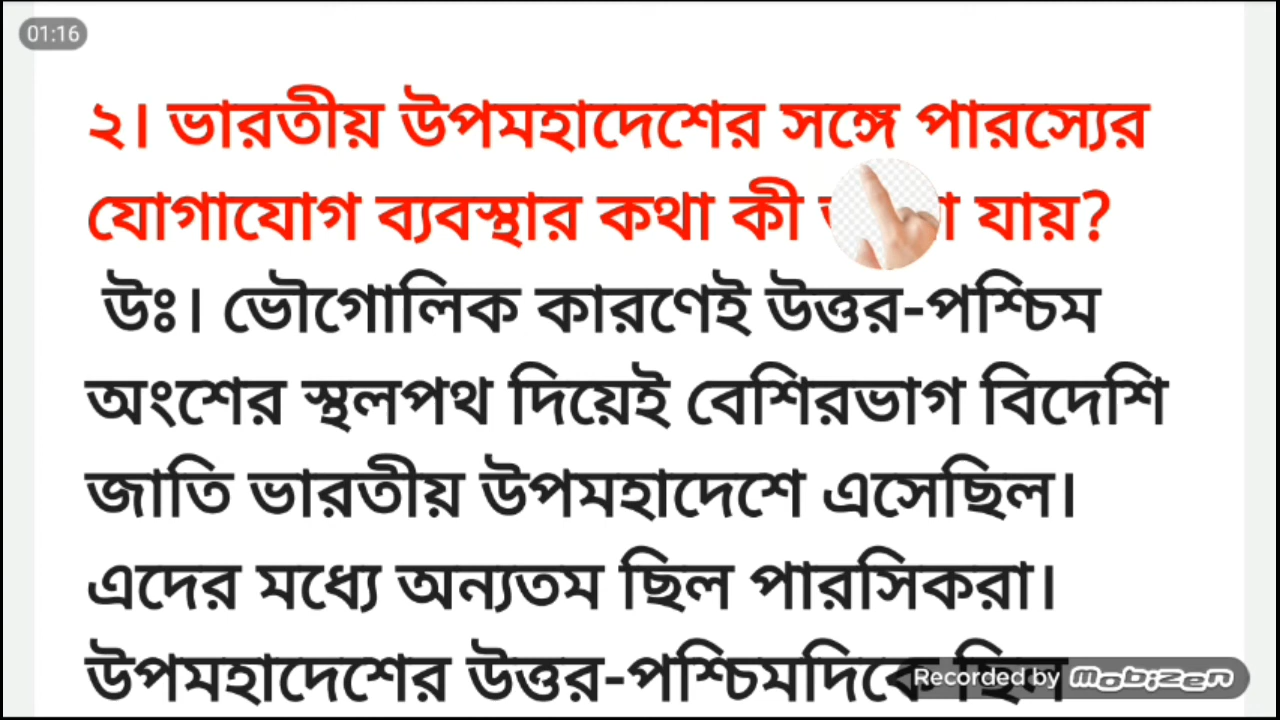 01:16
২। ভারতীয় উপমহাদেশের সঙ্গে পারস্যের
যোগাযোগ ব্যবস্থার কথা কী যায়?
উঃ। ভৌগোলিক কারণেই উত্তর-পশ্চিম
অংশের স্থলপথ দিয়েই বেশিরভাগ বিদেশি
জাতি ভারতীয় উপমহাদেশে এসেছিল।
এদের মধ্যে অন্যতম ছিল পারসিকরা।
উপমহাদেশের উত্তর-পশ্চিমদিকে ছিল
Recorded by mobizen